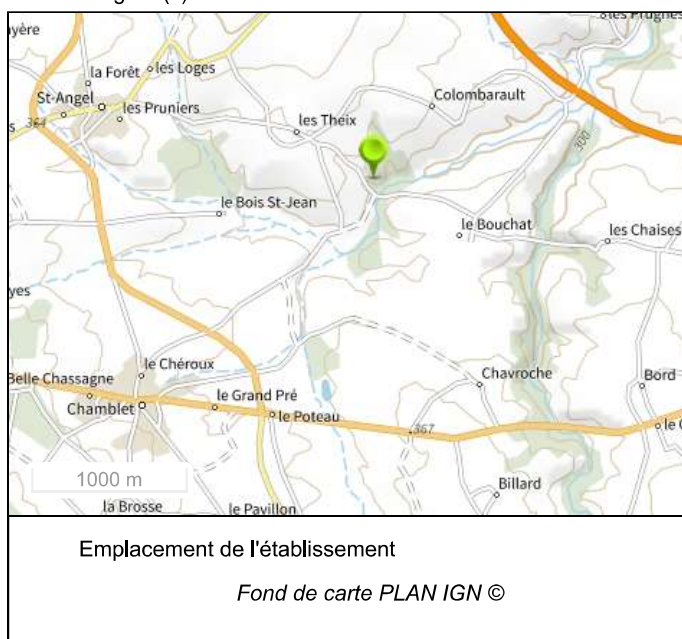 les Prugnes
ayère
les Loges
la Forêt
St-Angel
les Pruniers
Colombarault
361
les Theix
300
le Bois St-Jean
le Bouchat
les Chaises
yes
le Chéroux
Belle Chassagne
Chavroche
Bord
Chamblet
le Grand Pré
le Poteau
367
1000 m
Billard
la Brosse
le Pavillon
Emplacement de l'établissement
Fond de carte PLAN IGN ©